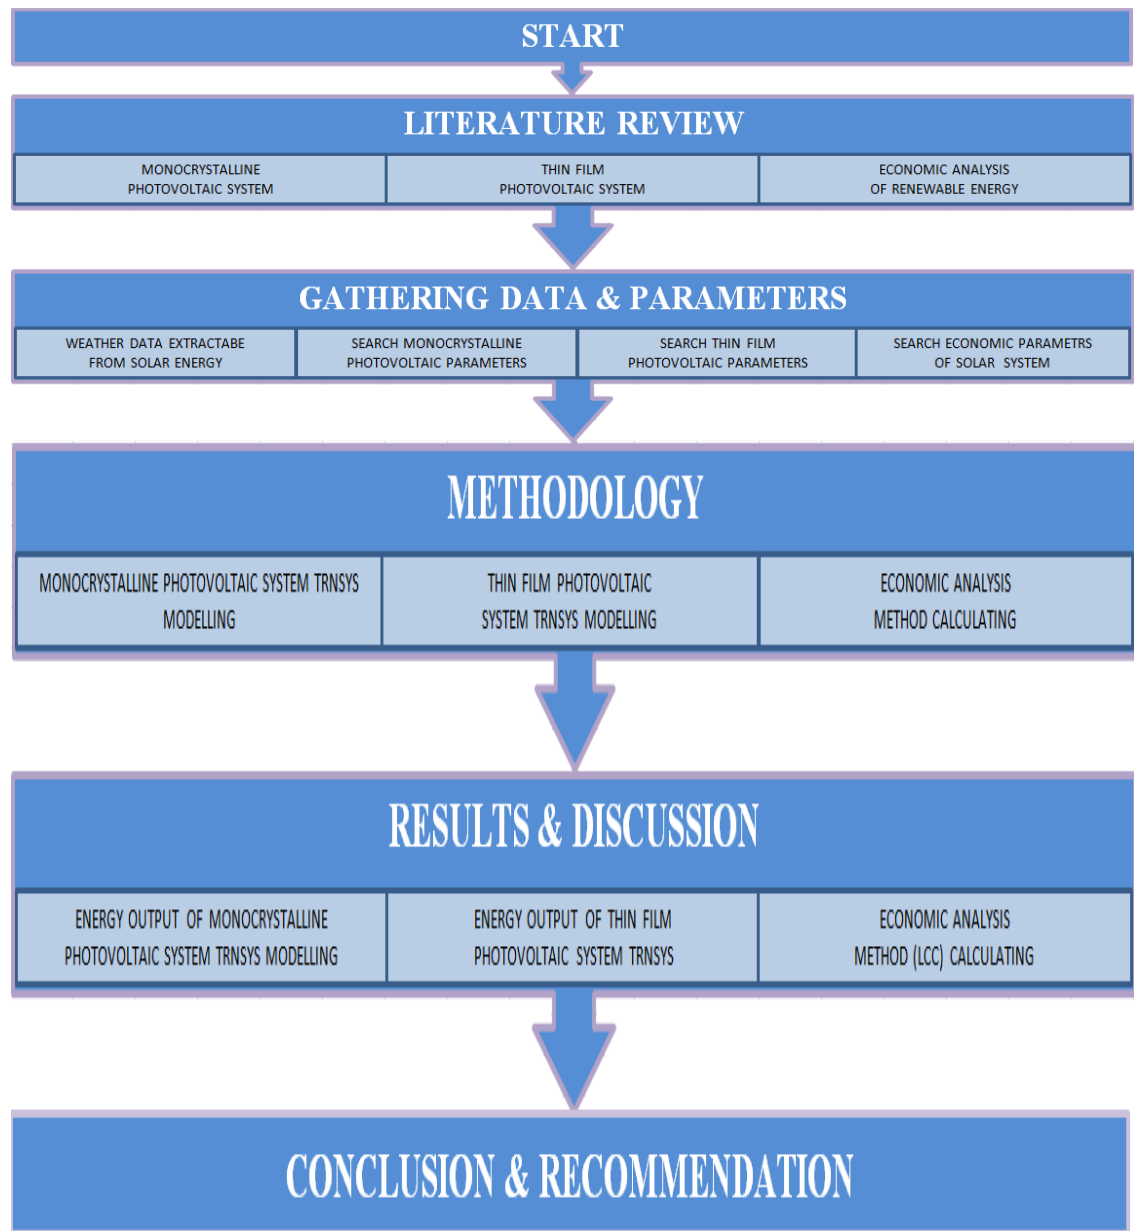 START
LITERATURE REVIEW
MONOCRYSTALLINE
PHOTOVOLTAIC SYSTEM
THIN FILM
PHOTOVOLTAIC SYSTEM
ECONOMIC ANALYSIS
OF RENEWABLE ENERGY
GATHERING DATA & PARAMETERS
WEATHER DATA EXTRACTABE
FROM SOLAR ENERGY
SEARCH MONOCRYSTALLINE
PHOTOVOLTAIC PARAMETERS
SEARCH THIN FILM
PHOTOVOLTAIC PARAMETERS
SEARCH ECONOMIC PARAMETRS
OF SOLAR SYSTEM
METHODOLOGY
MONOCRYSTALLINE PHOTOVOLTAIC SYSTEM TRNSYS
MODELLING
THIN FILM PHOTOVOLTAIC
SYSTEM TRNSYS MODELLING
ECONOMIC ANALYSIS
METHOD CALCULATING
RESULTS & DISCUSSION
ENERGY OUTPUT OF MONOCRYSTALLINE
PHOTOVOLTAIC SYSTEM TRNSYS MODELLING
ENERGY OUTPUT OF THIN FILM
PHOTOVOLTAIC SYSTEM TRNSYS
ECONOMIC ANALYSIS
METHOD (LCC) CALCULATING
CONCLUSION & RECOMMENDATION